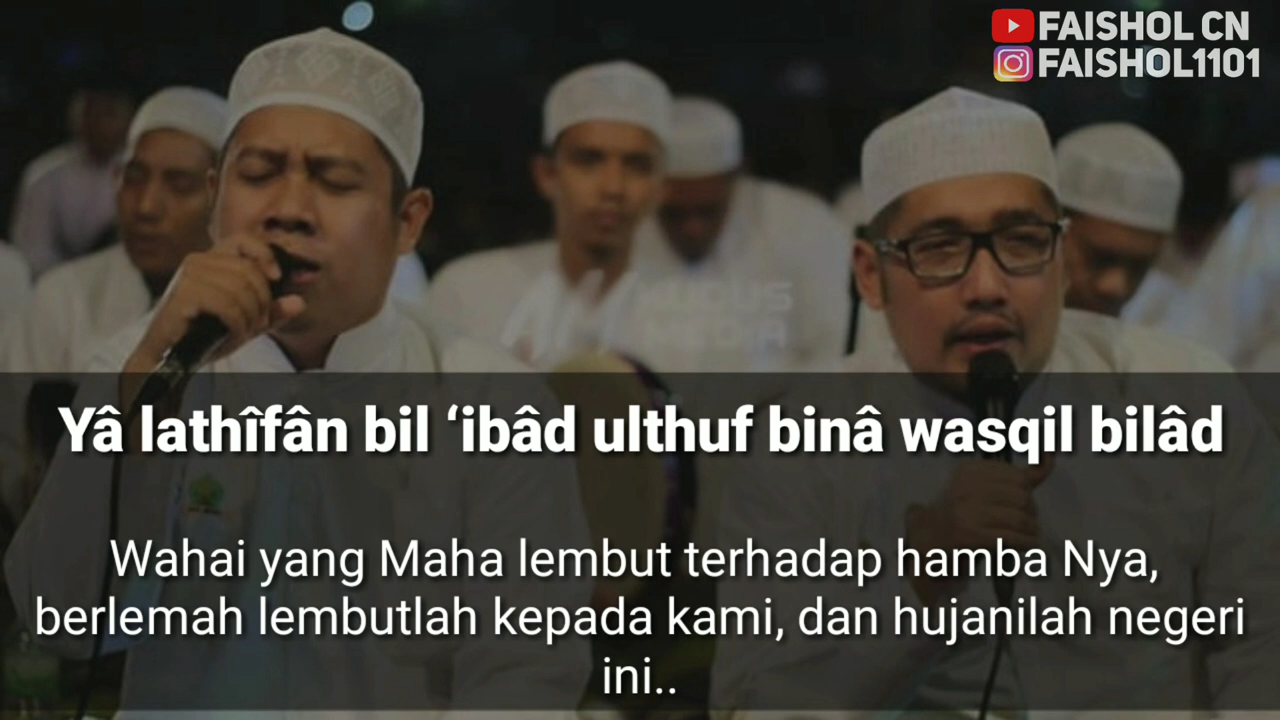 FAISHOL CN
FAISHOL1101
Yâ lathîfân bil ‘ibâd ulthuf binâ wasqil bilâd
Wahai yang Maha lembut terhadap hamba Nya,
berlemah lembutlah kepada kami, dan hujanilah negeri
ini..